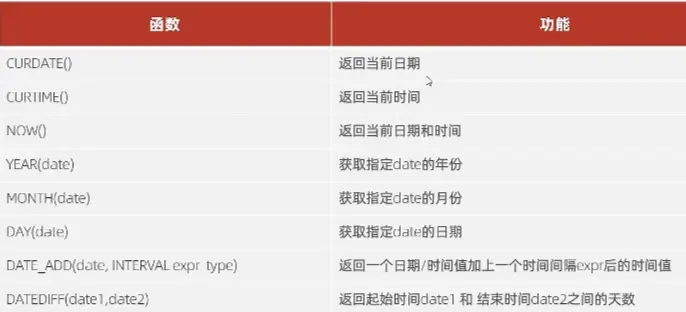 函数 功能
CURDATE() 返回当前日期
CURTIME() 返回当前时间
NOW() 返回当前日期和时间
YEAR(date) 获取指定date的年份
MONTH(date) 获取指定date的月份
DAY(date) 获取指定date的日期
DATE_ADD(date, INTERVAL expr type) 返回一个日期/时间值加上一个时间间隔expr后的时间值
DATEDIFF(date1,date2) 返回起始时间date1 和 结束时间date2之间的天数